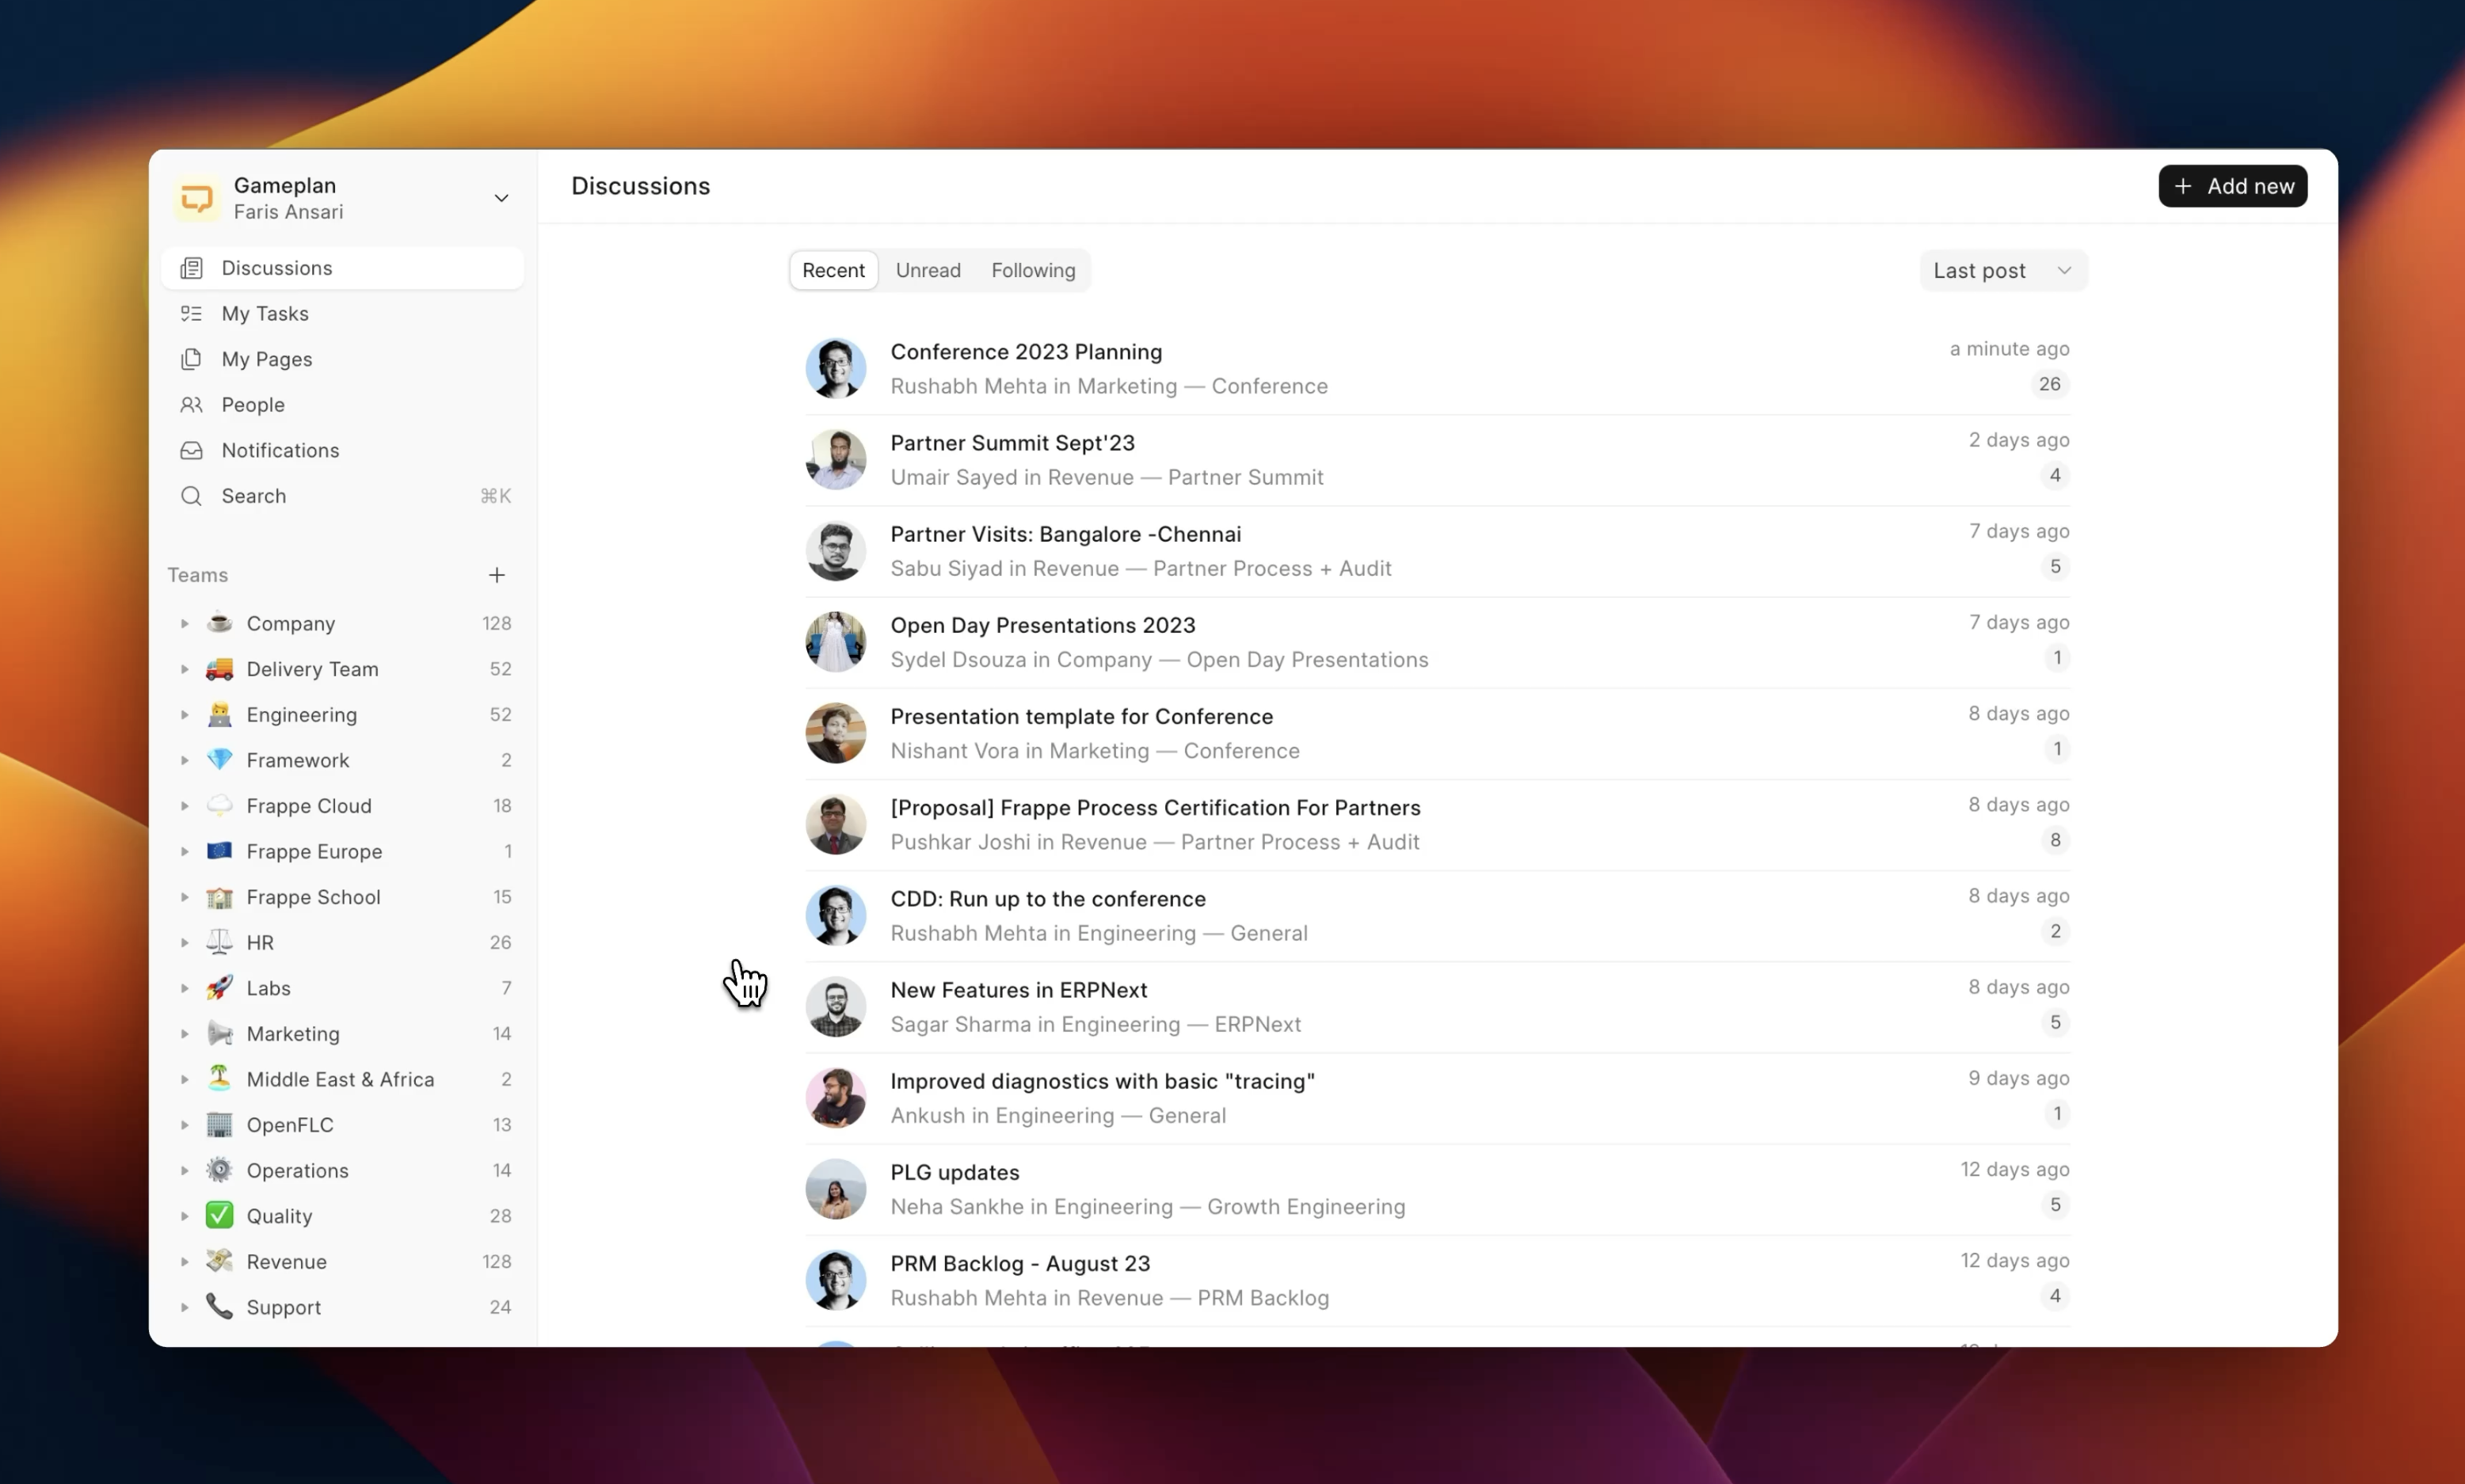 Gameplan
Faris Ansari
Discussions
My Tasks
My Pages
People
Notifications
Search ⌘K
Teams
Company 128
Delivery Team 52
Engineering 52
Framework 2
Frappe Cloud 18
Frappe Europe 1
Frappe School 15
HR 26
Labs 7
Marketing 14
Middle East & Africa 2
OpenFLC 13
Operations 14
Quality 28
Revenue 128
Support 24
Discussions
+ Add new
Recent Unread Following
Last post
Conference 2023 Planning a minute ago
Rushabh Mehta in Marketing — Conference 26
Partner Summit Sept'23 2 days ago
Umair Sayed in Revenue — Partner Summit 4
Partner Visits: Bangalore -Chennai 7 days ago
Sabu Siyad in Revenue — Partner Process + Audit 5
Open Day Presentations 2023 7 days ago
Sydel Dsouza in Company — Open Day Presentations 1
Presentation template for Conference 8 days ago
Nishant Vora in Marketing — Conference 1
[Proposal] Frappe Process Certification For Partners 8 days ago
Pushkar Joshi in Revenue — Partner Process + Audit 8
CDD: Run up to the conference 8 days ago
Rushabh Mehta in Engineering — General 2
New Features in ERPNext 8 days ago
Sagar Sharma in Engineering — ERPNext 5
Improved diagnostics with basic "tracing" 9 days ago
Ankush in Engineering — General 1
PLG updates 12 days ago
Neha Sankhe in Engineering — Growth Engineering 5
PRM Backlog - August 23 12 days ago
Rushabh Mehta in Revenue — PRM Backlog 4